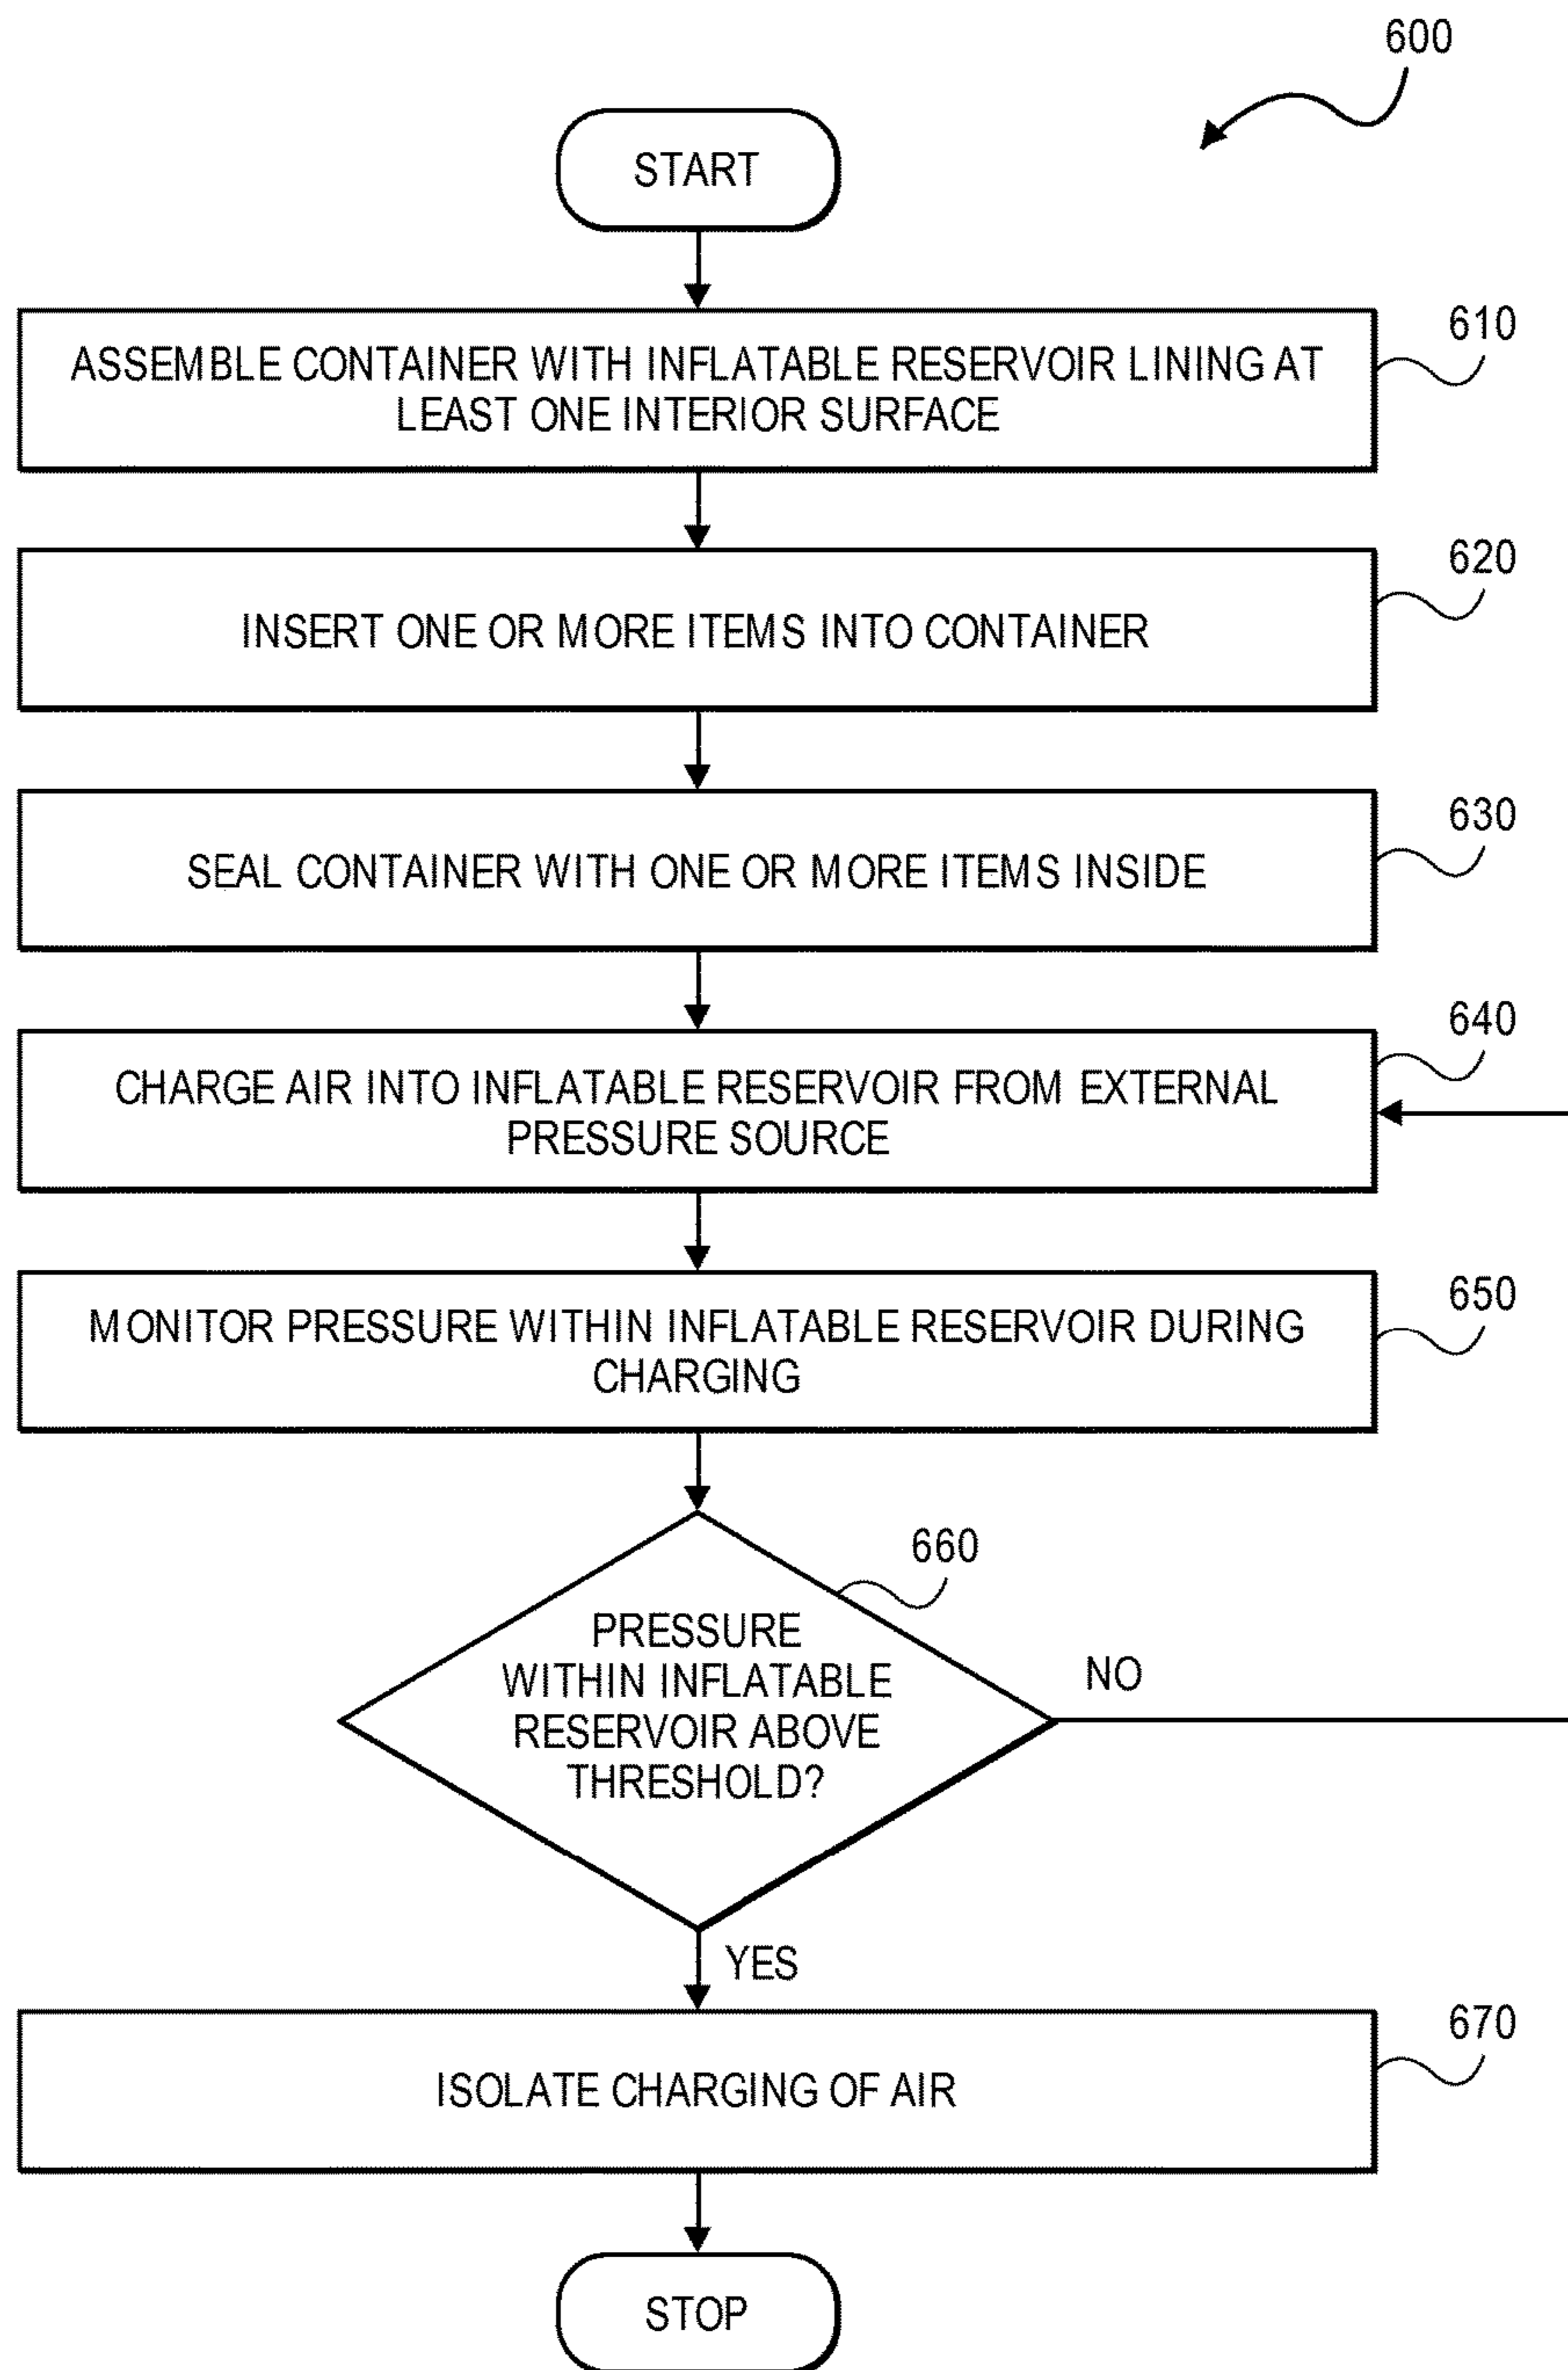 600
START
610
ASSEMBLE CONTAINER WITH INFLATABLE RESERVOIR LINING AT
LEAST ONE INTERIOR SURFACE
620
INSERT ONE OR MORE ITEMS INTO CONTAINER
630
SEAL CONTAINER WITH ONE OR MORE ITEMS INSIDE
640
CHARGE AIR INTO INFLATABLE RESERVOIR FROM EXTERNAL
PRESSURE SOURCE
650
MONITOR PRESSURE WITHIN INFLATABLE RESERVOIR DURING
CHARGING
660
PRESSURE
WITHIN INFLATABLE
RESERVOIR ABOVE
THRESHOLD?
NO
YES
670
ISOLATE CHARGING OF AIR
STOP